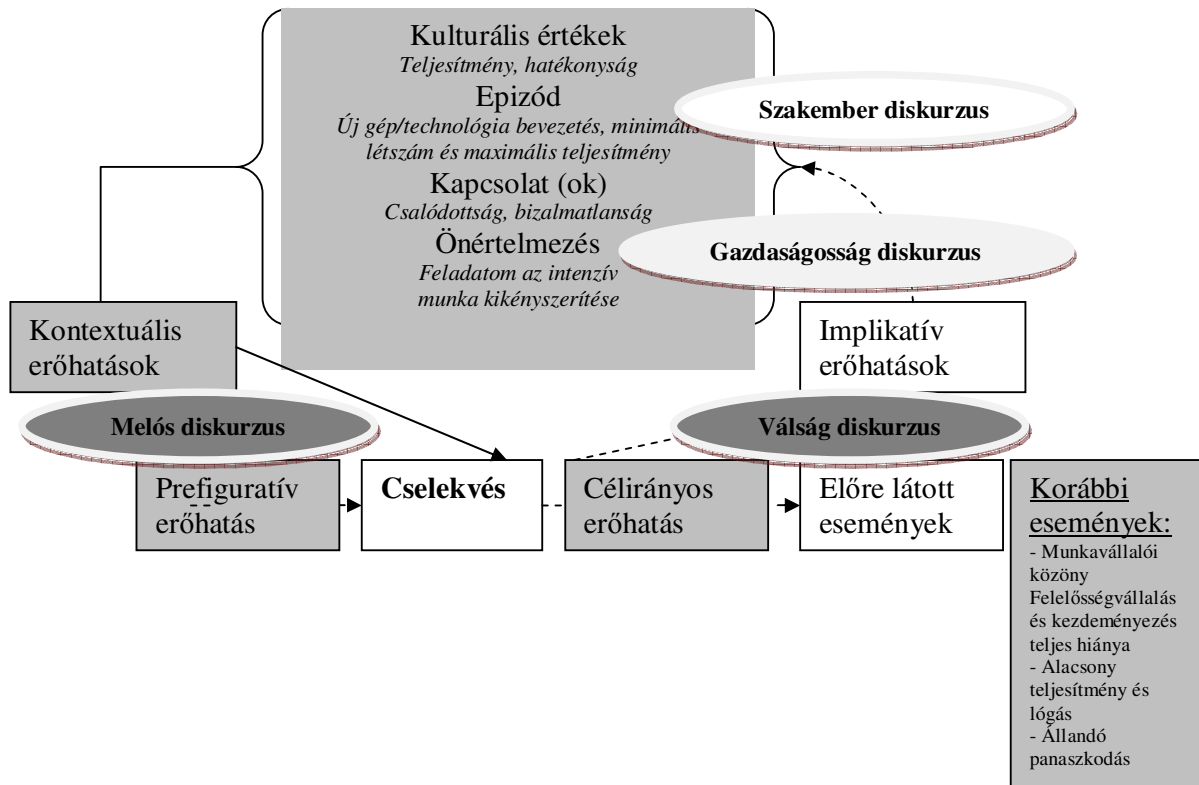 Kulturális értékek
Teljesítmény, hatékonyság
Epizód
Új gép/technológia bevezetés, minimális
létszám és maximális teljesítmény
Kapcsolat (ok)
Csalódottság, bizalmatlanság
Önértelmezés
Feladatom az intenzív
munka kikényszerítése
Szakember diskurzus
Gazdaságosság diskurzus
Kontextuális
erőhatások
Implikatív
erőhatások
Melós diskurzus
Válság diskurzus
Prefiguratív
erőhatás
Cselekvés
Célirányos
erőhatás
Előre látott
események
Korábbi
események:
- Munkavállalói
közöny
Felelősségvállalás
és kezdeményezés
teljes hiánya
- Alacsony
teljesítmény és
lógás
- Állandó
panaszkodás